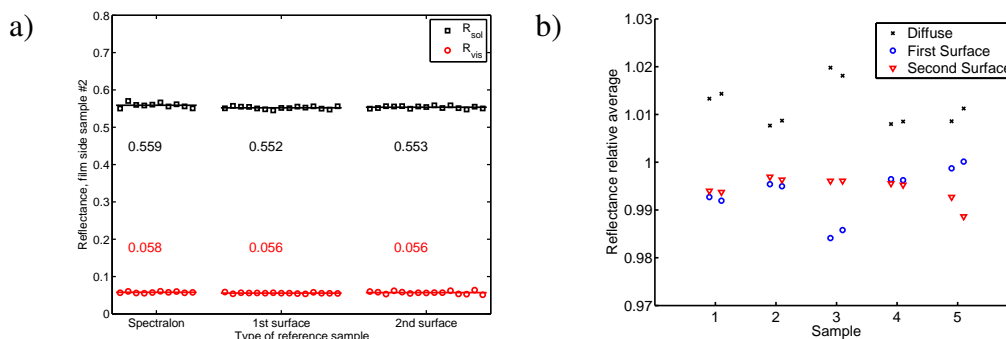 a)
Reflectance, film side sample #2
0.8
0.7
0.6
0.5
0.4
0.3
0.2
0.1
0
R_sol
R_vis
0.559
0.552
0.553
0.058
0.056
0.056
Spectralon
1st surface
2nd surface
Type of reference sample
b)
Reflectance relative average
1.03
1.02
1.01
1
0.99
0.98
0.97
Diffuse
First Surface
Second Surface
1
2
3
4
5
Sample